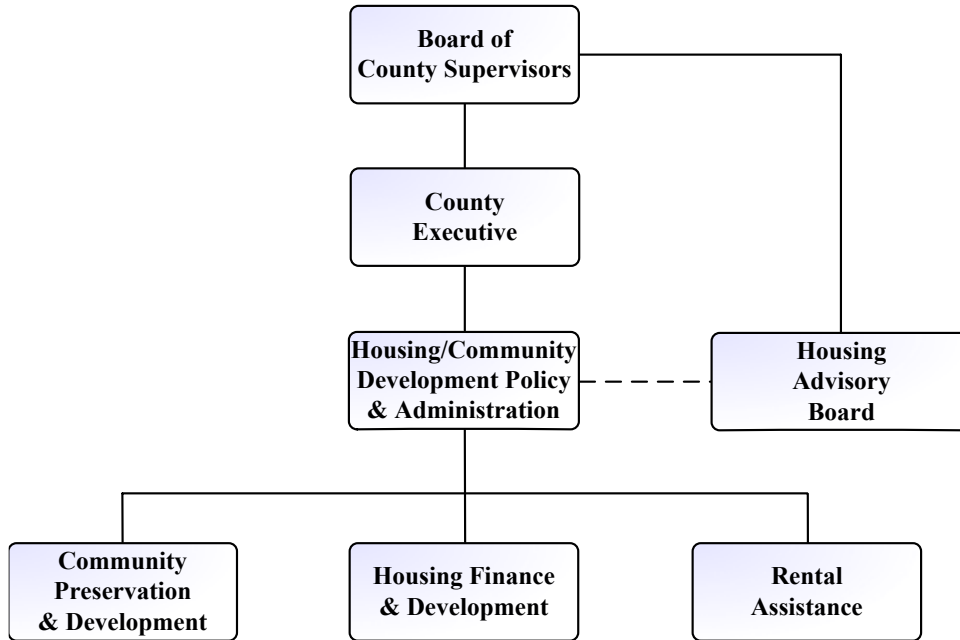 Board of
County Supervisors
County
Executive
Housing/Community
Development Policy
& Administration
Housing
Advisory
Board
Community
Preservation
& Development
Housing Finance
& Development
Rental
Assistance